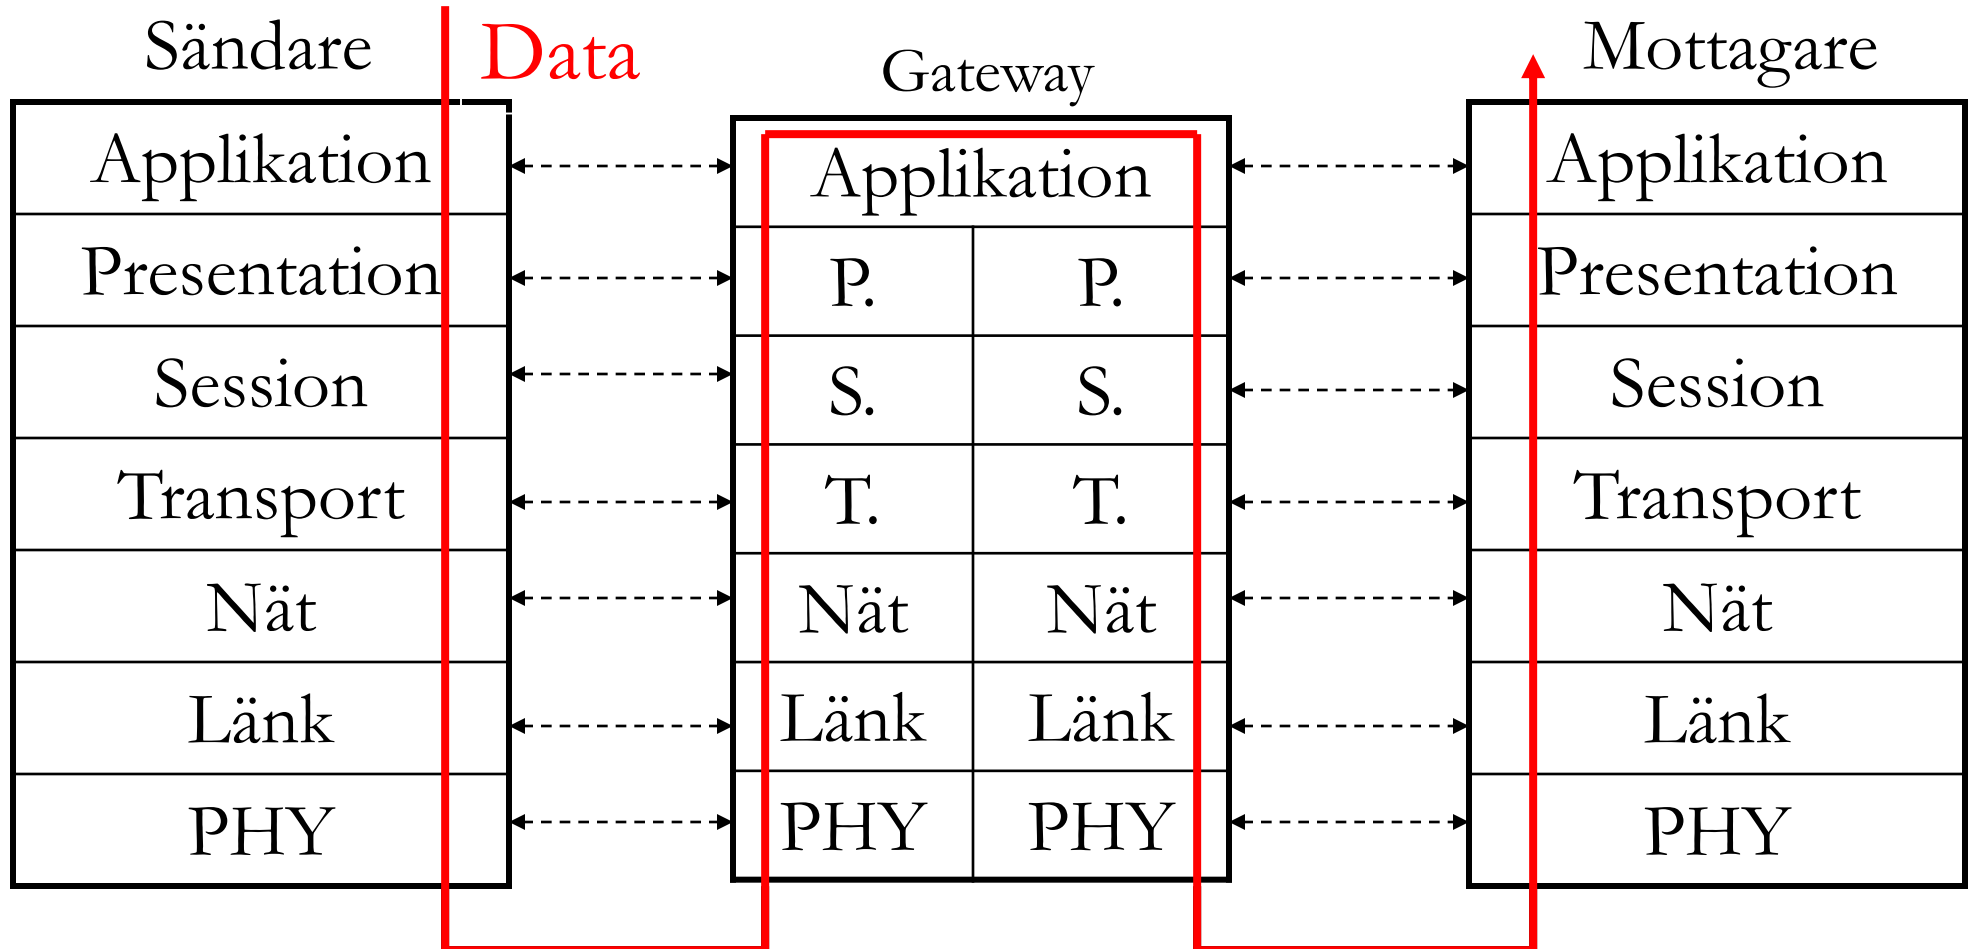 Sändare
Data
Gateway
Mottagare
Applikation
Applikation
Applikation
Presentation
P.
P.
Presentation
Session
S.
S.
Session
Transport
T.
T.
Transport
Nät
Nät
Nät
Nät
Länk
Länk
Länk
Länk
PHY
PHY
PHY
PHY